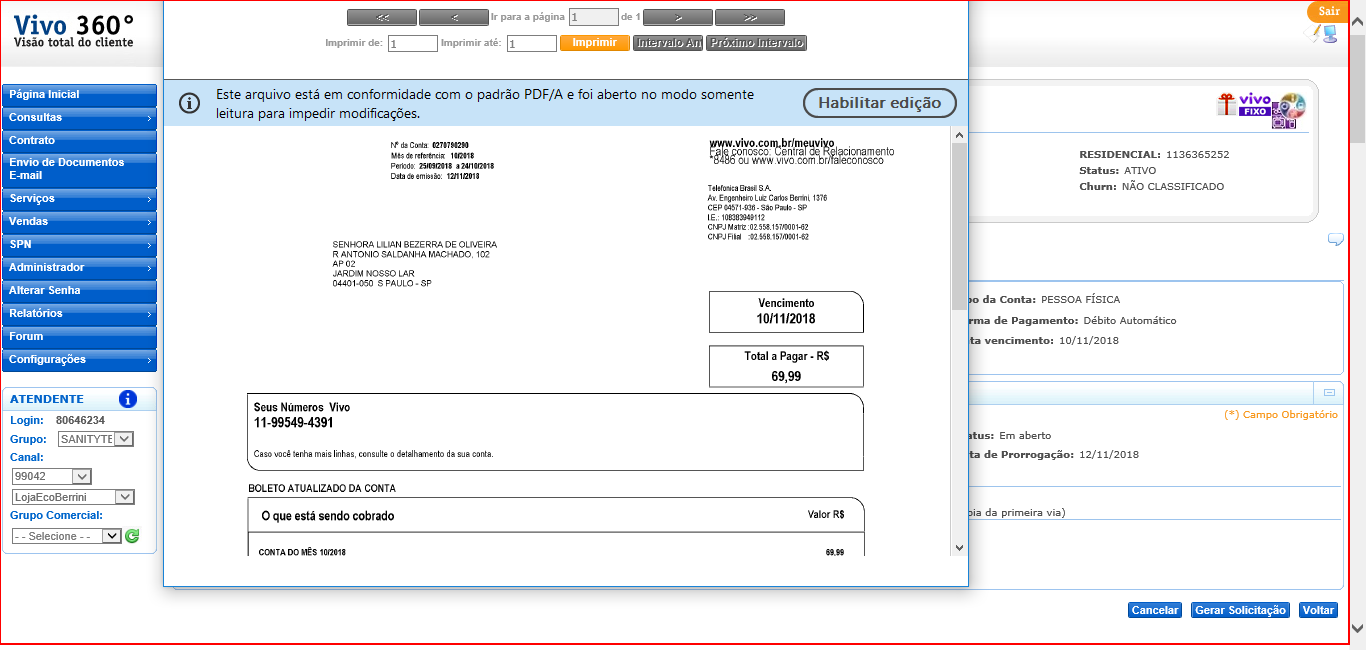 Vivo 360°
Visão total do cliente
<< < Ir para a página 1 de 1 > >>
Imprimir de: 1 Imprimir até: 1 Imprimir Intervalo An Próximo Intervalo
Sair
Este arquivo está em conformidade com o padrão PDF/A e foi aberto no modo somente
leitura para impedir modificações.
Habilitar edição
Página Inicial
Consultas
Contrato
Envio de Documentos
E-mail
Serviços
Vendas
SPN
Administrador
Alterar Senha
Relatórios
Forum
Configurações
ATENDENTE
Login: 80646234
Grupo: SANITYTE
Canal:
99042
LojaEcoBerrini
Grupo Comercial:
- - Selecione - -
Nº da Conta: 0270790290
Mês de referência: 10/2018
Período: 25/09/2018 a 24/10/2018
Data de emissão: 12/11/2018
www.vivo.com.br/meuvivo
Fale conosco: Central de Relacionamento
*8486 ou www.vivo.com.br/faleconosco
Telefonica Brasil S.A.
Av. Engenheiro Luiz Carlos Berrini, 1376
CEP 04571-936 - São Paulo - SP
I.E.: 108383949112
CNPJ Matriz :02.558.157/0001-62
CNPJ Filial :02.558.157/0001-62
SENHORA LILIAN BEZERRA DE OLIVEIRA
R ANTONIO SALDANHA MACHADO, 102
AP 02
JARDIM NOSSO LAR
04401-050 S PAULO - SP
Vencimento
10/11/2018
Total a Pagar - R$
69,99
Seus Números Vivo
11-99549-4391
Caso você tenha mais linhas, consulte o detalhamento da sua conta.
BOLETO ATUALIZADO DA CONTA
O que está sendo cobrado Valor R$
CONTA DO MÊS 10/2018 69,99
vivo
FIXO
RESIDENCIAL: 1136365252
Status: ATIVO
Churn: NÃO CLASSIFICADO
po da Conta: PESSOA FÍSICA
rma de Pagamento: Débito Automático
ta vencimento: 10/11/2018
(*) Campo Obrigatório
atus: Em aberto
ta de Prorrogação: 12/11/2018
pia da primeira via)
Cancelar Gerar Solicitação Voltar